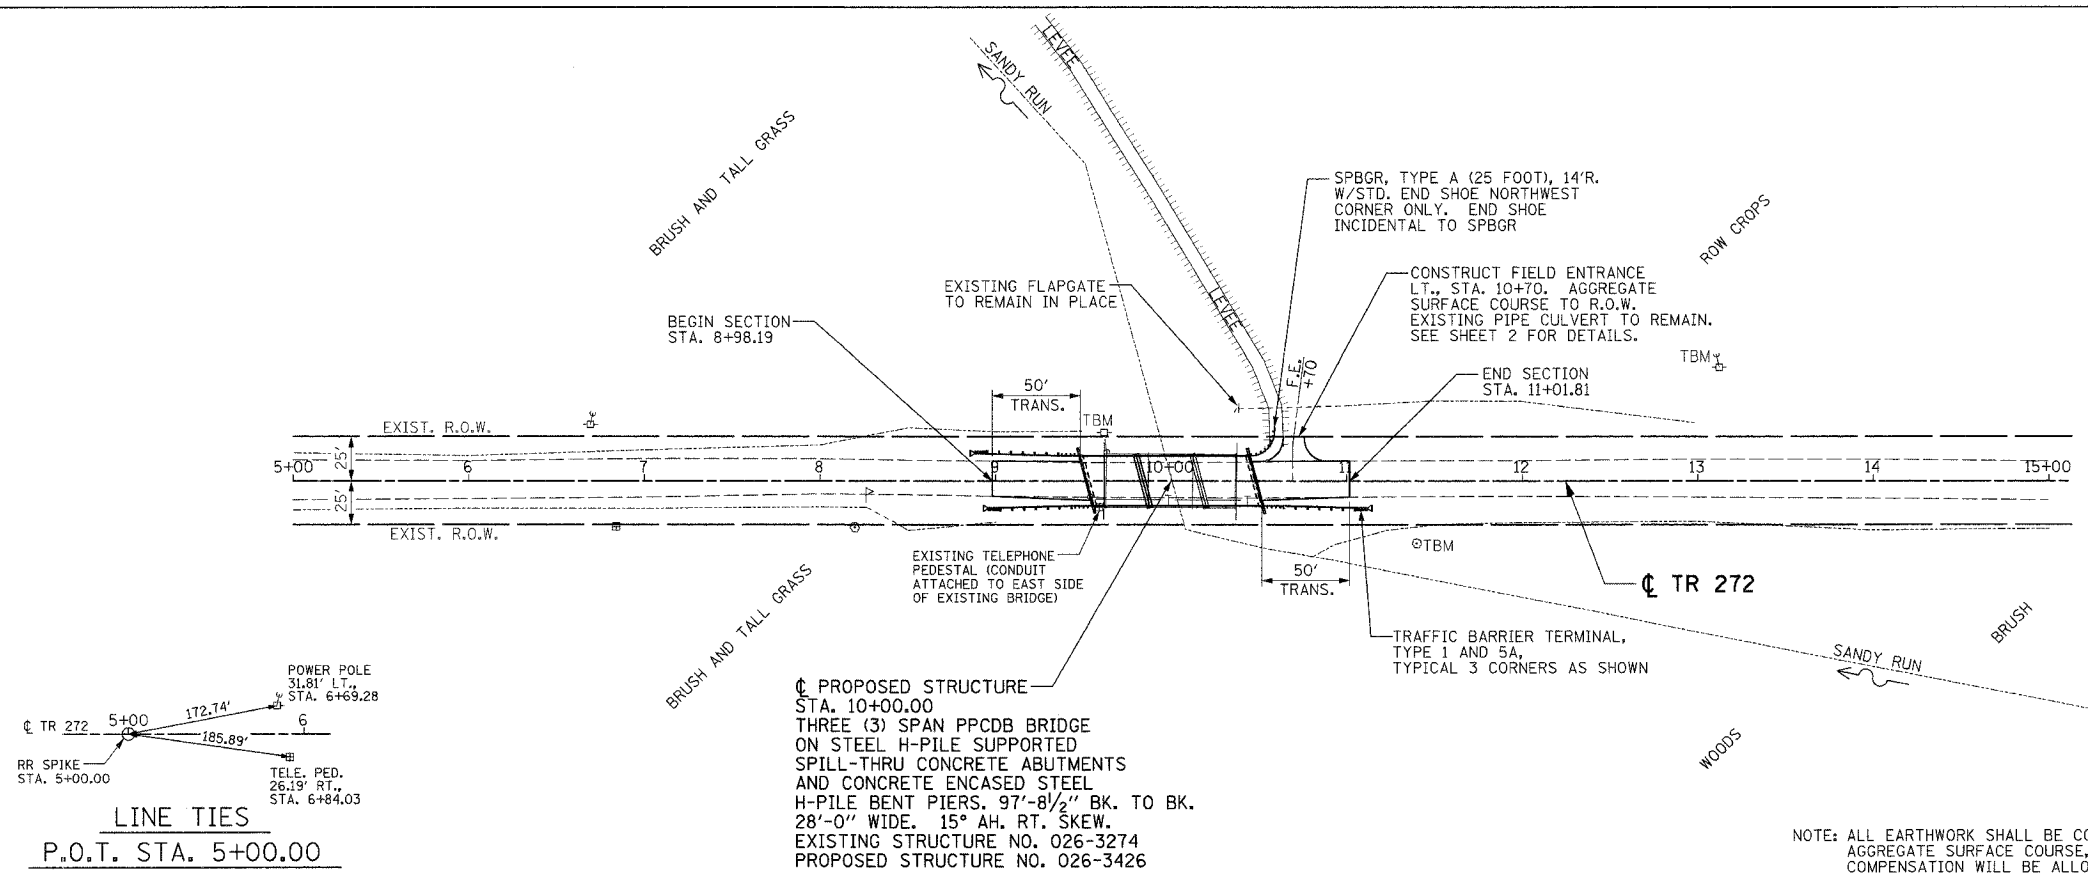 LEVEE
SANDY RUN
BRUSH AND TALL GRASS
SPBGR, TYPE A (25 FOOT), 14'R.
W/STD. END SHOE NORTHWEST
CORNER ONLY. END SHOE
INCIDENTAL TO SPBGR
ROW CROPS
EXISTING FLAPGATE
TO REMAIN IN PLACE
LEVEE
CONSTRUCT FIELD ENTRANCE
LT., STA. 10+70. AGGREGATE
SURFACE COURSE TO R.O.W.
EXISTING PIPE CULVERT TO REMAIN.
SEE SHEET 2 FOR DETAILS.
BEGIN SECTION
STA. 8+98.19
TBM
F.E.
+70
END SECTION
STA. 11+01.81
50'
TRANS.
EXIST. R.O.W.
TBM
25'
5+00 6 7 8 9 10+00 11 12 13 14 15+00
25'
EXIST. R.O.W.
EXISTING TELEPHONE
PEDESTAL (CONDUIT
ATTACHED TO EAST SIDE
OF EXISTING BRIDGE)
TBM
50'
TRANS.
℄ TR 272
BRUSH AND TALL GRASS
BRUSH
TRAFFIC BARRIER TERMINAL,
TYPE 1 AND 5A,
TYPICAL 3 CORNERS AS SHOWN
SANDY RUN
WOODS
POWER POLE
31.81' LT.,
STA. 6+69.28
172.74'
℄ TR 272 5+00 6
185.89'
RR SPIKE
STA. 5+00.00
TELE. PED.
26.19' RT.,
STA. 6+84.03
LINE TIES
P.O.T. STA. 5+00.00
℄ PROPOSED STRUCTURE
STA. 10+00.00
THREE (3) SPAN PPCDB BRIDGE
ON STEEL H-PILE SUPPORTED
SPILL-THRU CONCRETE ABUTMENTS
AND CONCRETE ENCASED STEEL
H-PILE BENT PIERS. 97'-8½" BK. TO BK.
28'-0" WIDE. 15° AH. RT. SKEW.
EXISTING STRUCTURE NO. 026-3274
PROPOSED STRUCTURE NO. 026-3426
NOTE: ALL EARTHWORK SHALL BE CO
AGGREGATE SURFACE COURSE,
COMPENSATION WILL BE ALLO